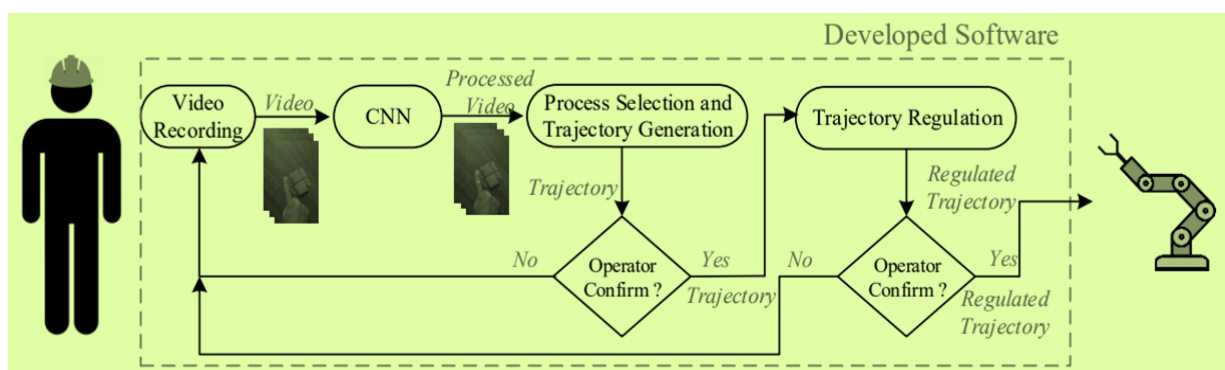 Developed Software
Video
Recording
Video
CNN
Processed
Video
Process Selection and
Trajectory Generation
Trajectory Regulation
Trajectory
Regulated
Trajectory
No
Operator
Confirm ?
Yes
Trajectory
No
Operator
Confirm ?
Yes
Regulated
Trajectory